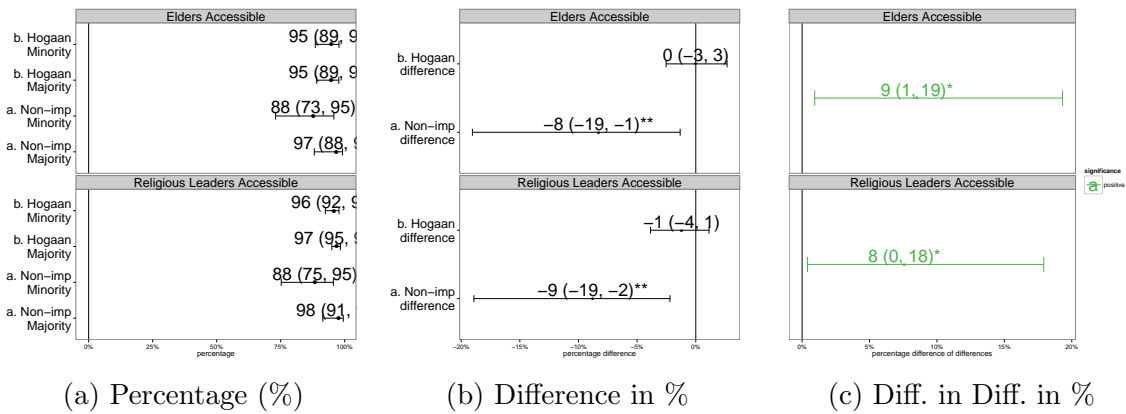 Elders Accessible
b. Hogaan
Minority
95 (89, 9
b. Hogaan
Majority
95 (89, 9
a. Non−imp
Minority
88 (73, 95)
a. Non−imp
Majority
97 (88, 9
Religious Leaders Accessible
b. Hogaan
Minority
96 (92, 9
b. Hogaan
Majority
97 (95, 9
a. Non−imp
Minority
88 (75, 95)
a. Non−imp
Majority
98 (91,
0% 25% 50% 75% 100%
percentage
(a) Percentage (%)
Elders Accessible
b. Hogaan
difference
0 (−3, 3)
a. Non−imp
difference
−8 (−19, −1)**
Religious Leaders Accessible
b. Hogaan
difference
−1 (−4, 1)
a. Non−imp
difference
−9 (−19, −2)**
−20% −15% −10% −5% 0%
percentage difference
(b) Difference in %
Elders Accessible
9 (1, 19)*
Religious Leaders Accessible
8 (0, 18)*
0% 5% 10% 15% 20%
percentage difference of differences
significance
a positive
(c) Diff. in Diff. in %